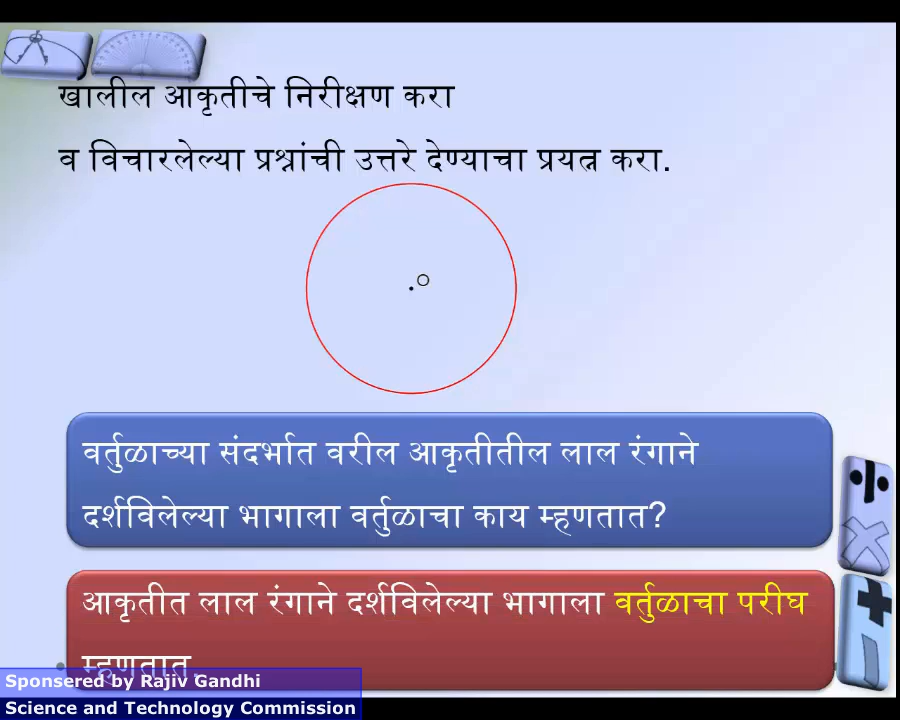 खालील आकृतीचे निरीक्षण करा
व विचारलेल्या प्रश्नांची उत्तरे देण्याचा प्रयत्न करा.
○
वर्तुळाच्या संदर्भात वरील आकृतीतील लाल रंगाने
दर्शविलेल्या भागाला वर्तुळाचा काय म्हणतात?
आकृतीत लाल रंगाने दर्शविलेल्या भागाला वर्तुळाचा परीघ
म्हणतात.
Sponsered by Rajiv Gandhi
Science and Technology Commission